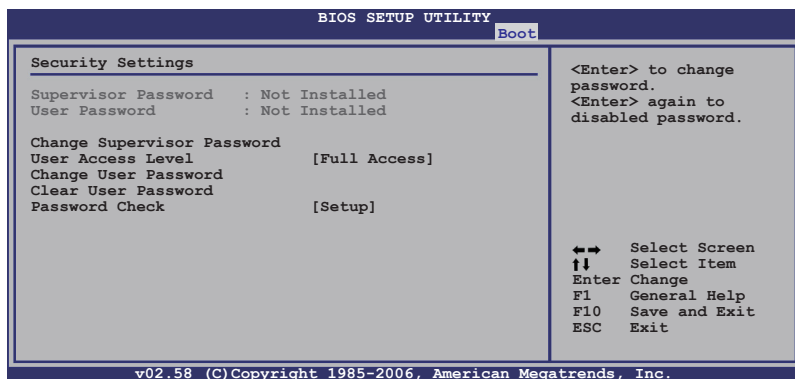 BIOS SETUP UTILITY
Boot
Security Settings
Supervisor Password : Not Installed
User Password : Not Installed
Change Supervisor Password
User Access Level [Full Access]
Change User Password
Clear User Password
Password Check [Setup]
<Enter> to change
password.
<Enter> again to
disabled password.
←→ Select Screen
↑↓ Select Item
Enter Change
F1 General Help
F10 Save and Exit
ESC Exit
v02.58 (C)Copyright 1985-2006, American Megatrends, Inc.